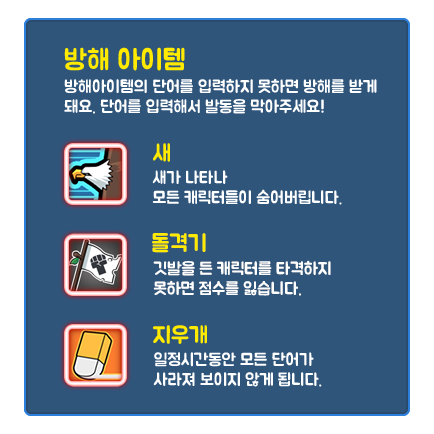 방해 아이템
방해아이템의 단어를 입력하지 못하면 방해를 받게
돼요. 단어를 입력해서 발동을 막아주세요!
새
새가 나타나
모든 캐릭터들이 숨어버립니다.
돌격기
깃발을 든 캐릭터를 타격하지
못하면 점수를 잃습니다.
지우개
일정시간동안 모든 단어가
사라져 보이지 않게 됩니다.